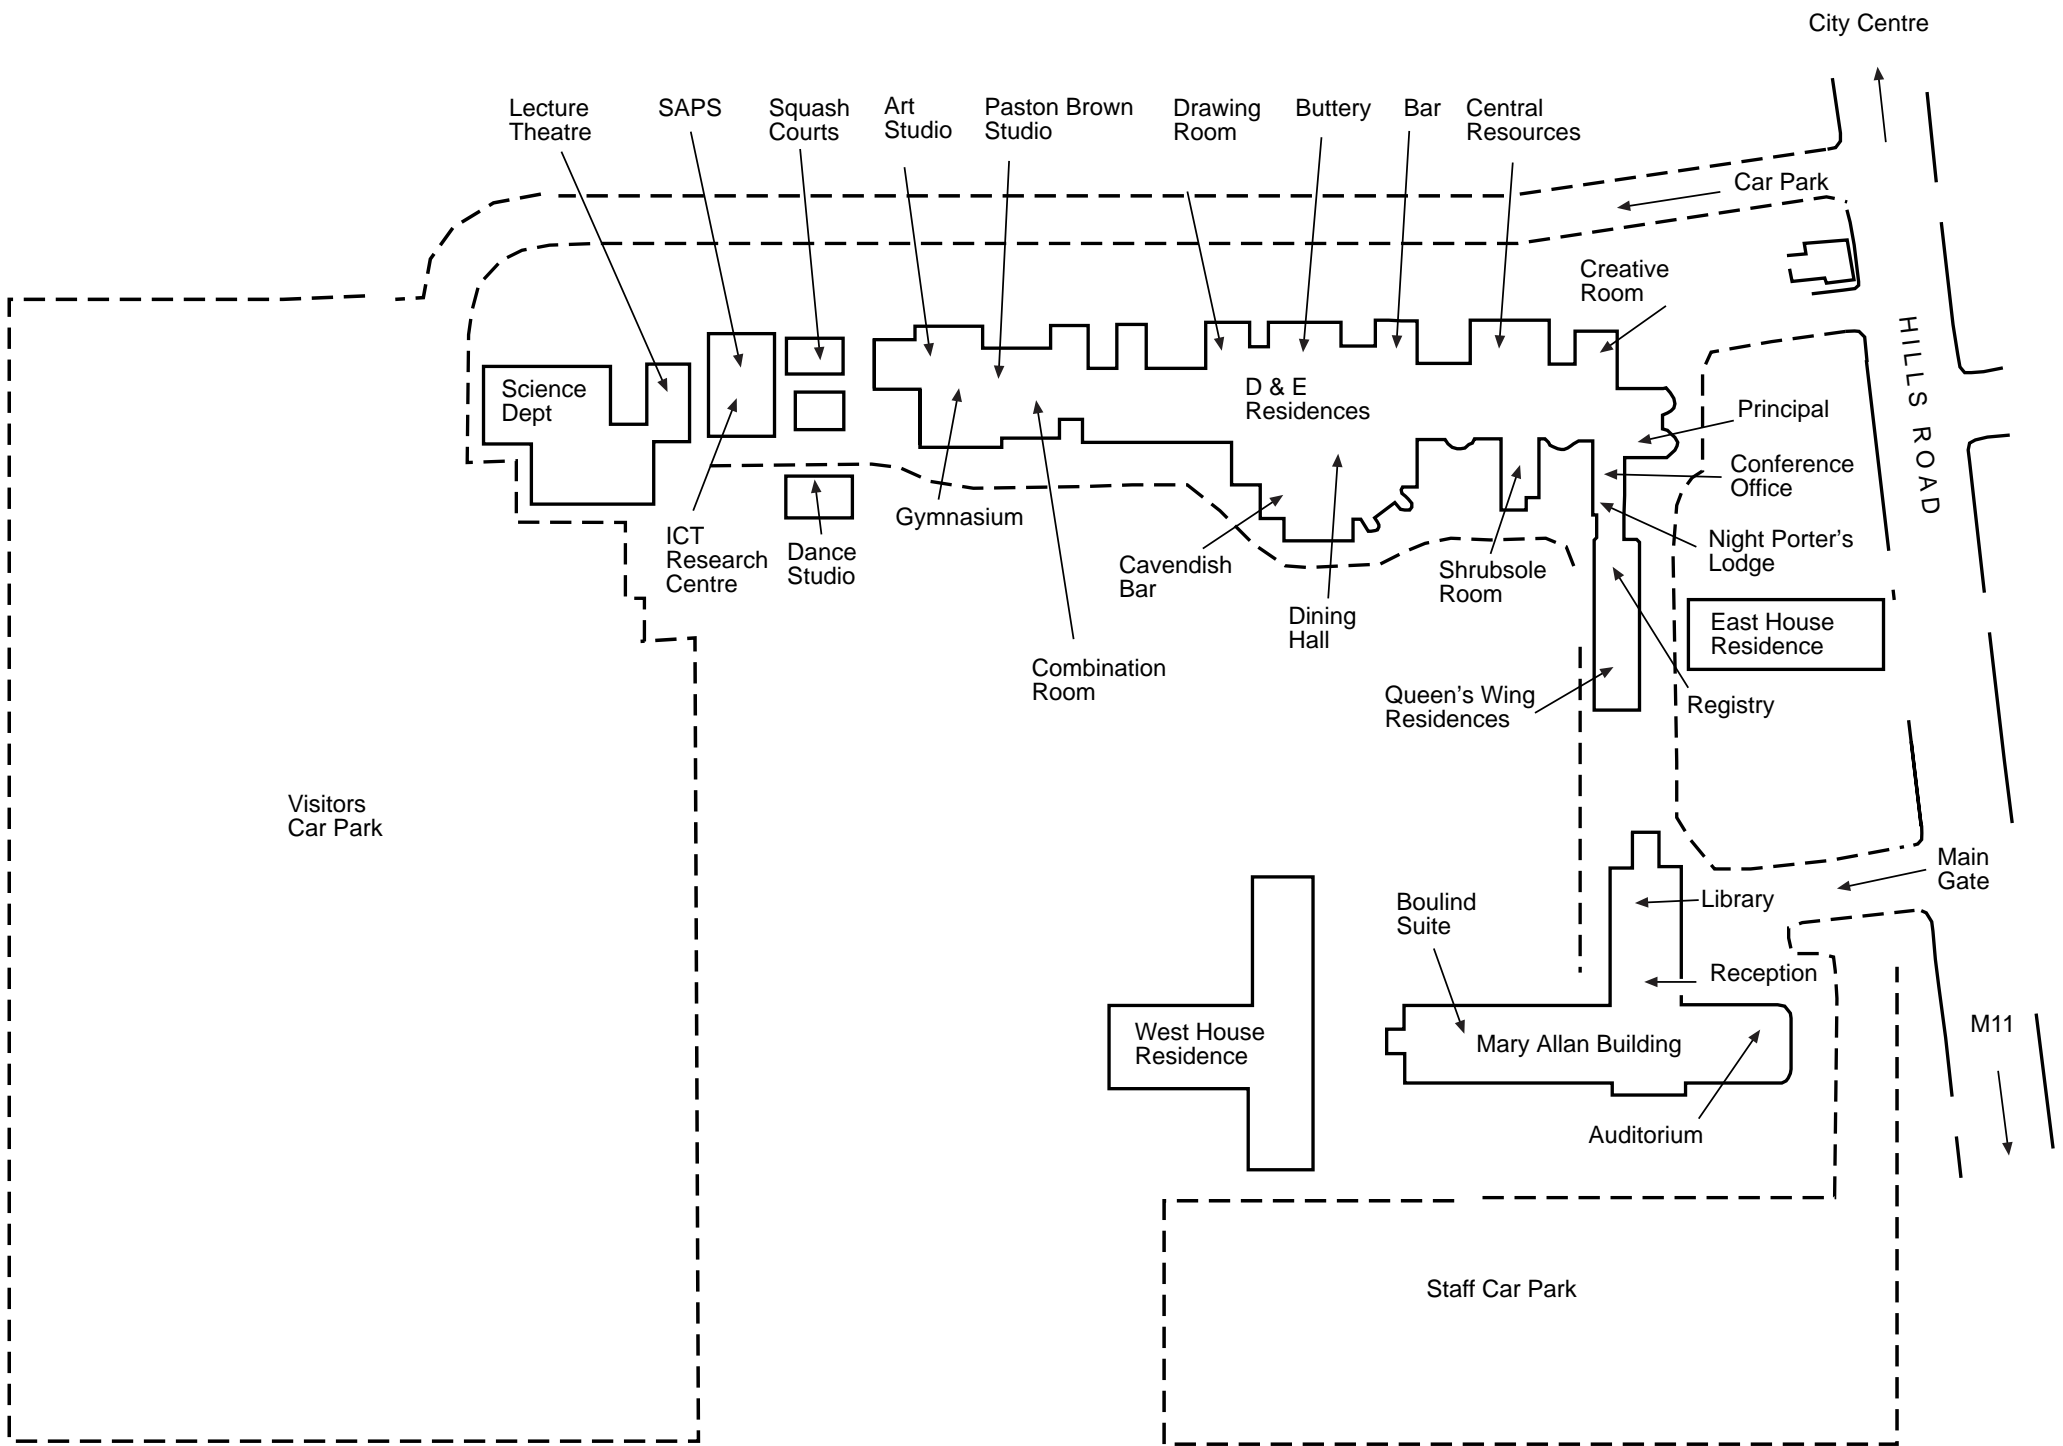 City Centre
Lecture
Theatre
SAPS
Squash
Courts
Art
Studio
Paston Brown
Studio
Drawing
Room
Buttery
Bar
Central
Resources
Car Park
Creative
Room
HILLS ROAD
Science
Dept
D & E
Residences
Principal
Conference
Office
Gymnasium
ICT
Research
Centre
Dance
Studio
Cavendish
Bar
Shrubsole
Room
Night Porter’s
Lodge
Dining
Hall
East House
Residence
Combination
Room
Queen’s Wing
Residences
Registry
Visitors
Car Park
Main
Gate
Boulind
Suite
Library
Reception
West House
Residence
Mary Allan Building
M11
Auditorium
Staff Car Park